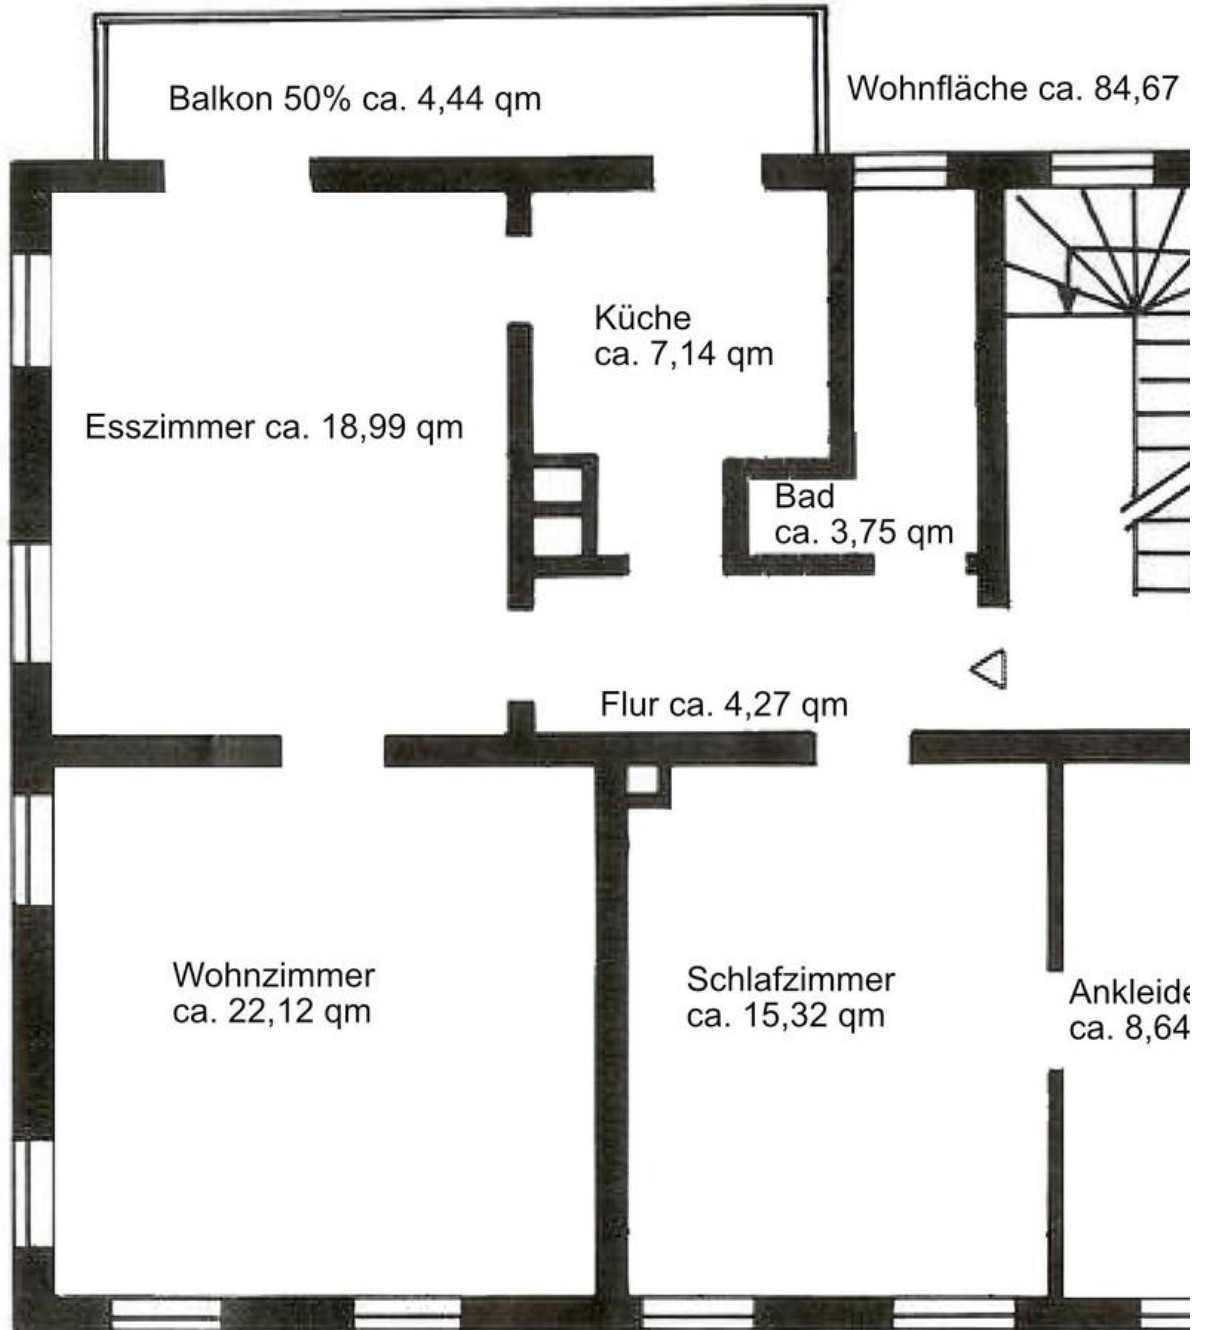 Balkon 50% ca. 4,44 qm
Wohnfläche ca. 84,67
Küche
ca. 7,14 qm
Esszimmer ca. 18,99 qm
Bad
ca. 3,75 qm
Flur ca. 4,27 qm
Wohnzimmer
ca. 22,12 qm
Schlafzimmer
ca. 15,32 qm
Ankleide
ca. 8,64